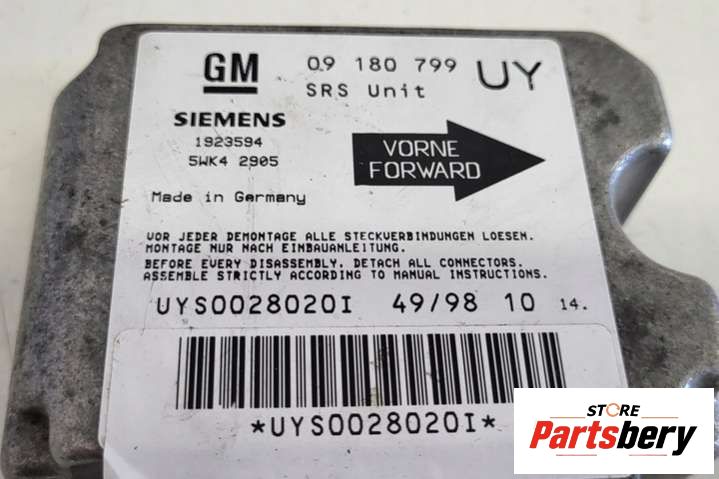 GM 09 180 799 UY
SRS Unit
SIEMENS
1923594
5WK4 2905
VORNE
FORWARD
Made in Germany
VOR JEDER DEMONTAGE ALLE STECKVERBINDUNGEN LOESEN.
MONTAGE NUR NACH EINBAUANLEITUNG.
BEFORE EVERY DISASSEMBLY, DETACH ALL CONNECTORS.
ASSEMBLE STRICTLY ACCORDING TO MANUAL INSTRUCTIONS.
UYS0028020I 49/98 10 14.
*UYS0028020I*
STORE
Partsbery